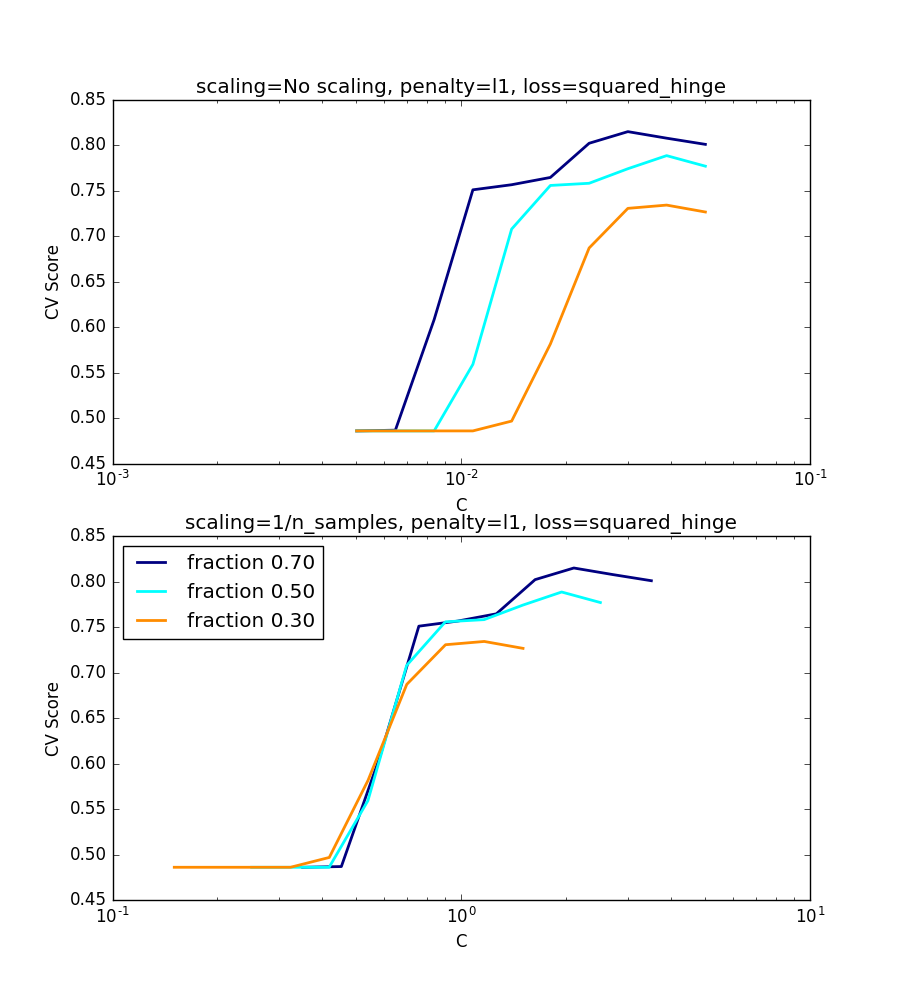 scaling=No scaling, penalty=l1, loss=squared_hinge
0.85
0.80
0.75
0.70
0.65
0.60
0.55
0.50
0.45
CV Score
10^-3 10^-2 10^-1
C
scaling=1/n_samples, penalty=l1, loss=squared_hinge
0.85
0.80
0.75
0.70
0.65
0.60
0.55
0.50
0.45
CV Score
fraction 0.70
fraction 0.50
fraction 0.30
10^-1 10^0 10^1
C